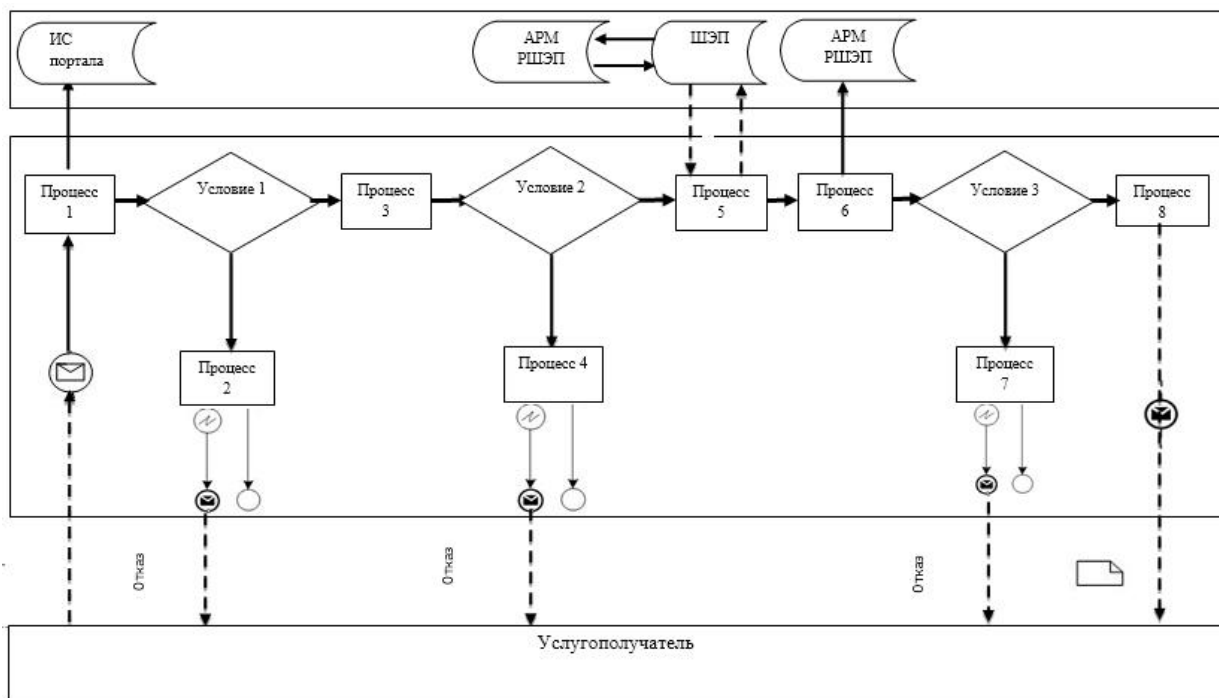 ИС
портала
АРМ
РШЭП
ШЭП
АРМ
РШЭП
Процесс
1
Условие 1
Процесс
3
Условие 2
Процесс
5
Процесс
6
Условие 3
Процесс
8
Процесс
2
Процесс 4
Процесс
7
Отказ
Отказ
Отказ
Услугополучатель